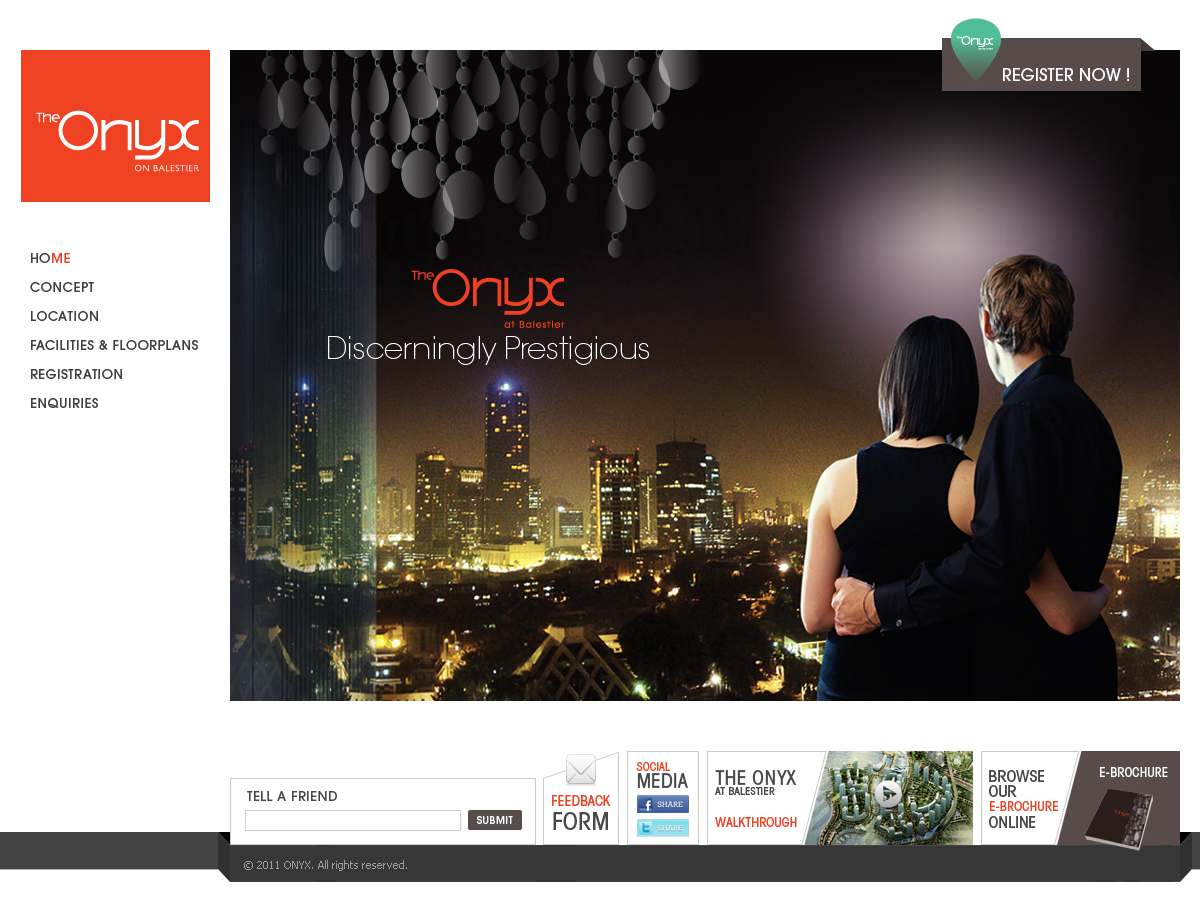 The Onyx
ON BALESTIER
HOME
CONCEPT
LOCATION
FACILITIES & FLOORPLANS
REGISTRATION
ENQUIRIES
The Onyx
REGISTER NOW !
The Onyx
at Balestier
Discerningly Prestigious
TELL A FRIEND
SUBMIT
FEEDBACK
FORM
SOCIAL
MEDIA
f SHARE
t SHARE
THE ONYX
AT BALESTIER
WALKTHROUGH
BROWSE
OUR
E-BROCHURE
ONLINE
E-BROCHURE
© 2011 ONYX. All rights reserved.